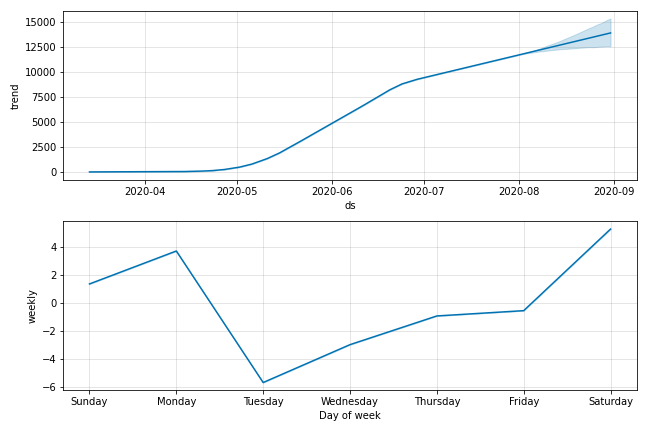 15000
12500
10000
7500
5000
2500
0
trend
2020-04 2020-05 2020-06 2020-07 2020-08 2020-09
ds
4
2
0
−2
−4
−6
weekly
Sunday Monday Tuesday Wednesday Thursday Friday Saturday
Day of week